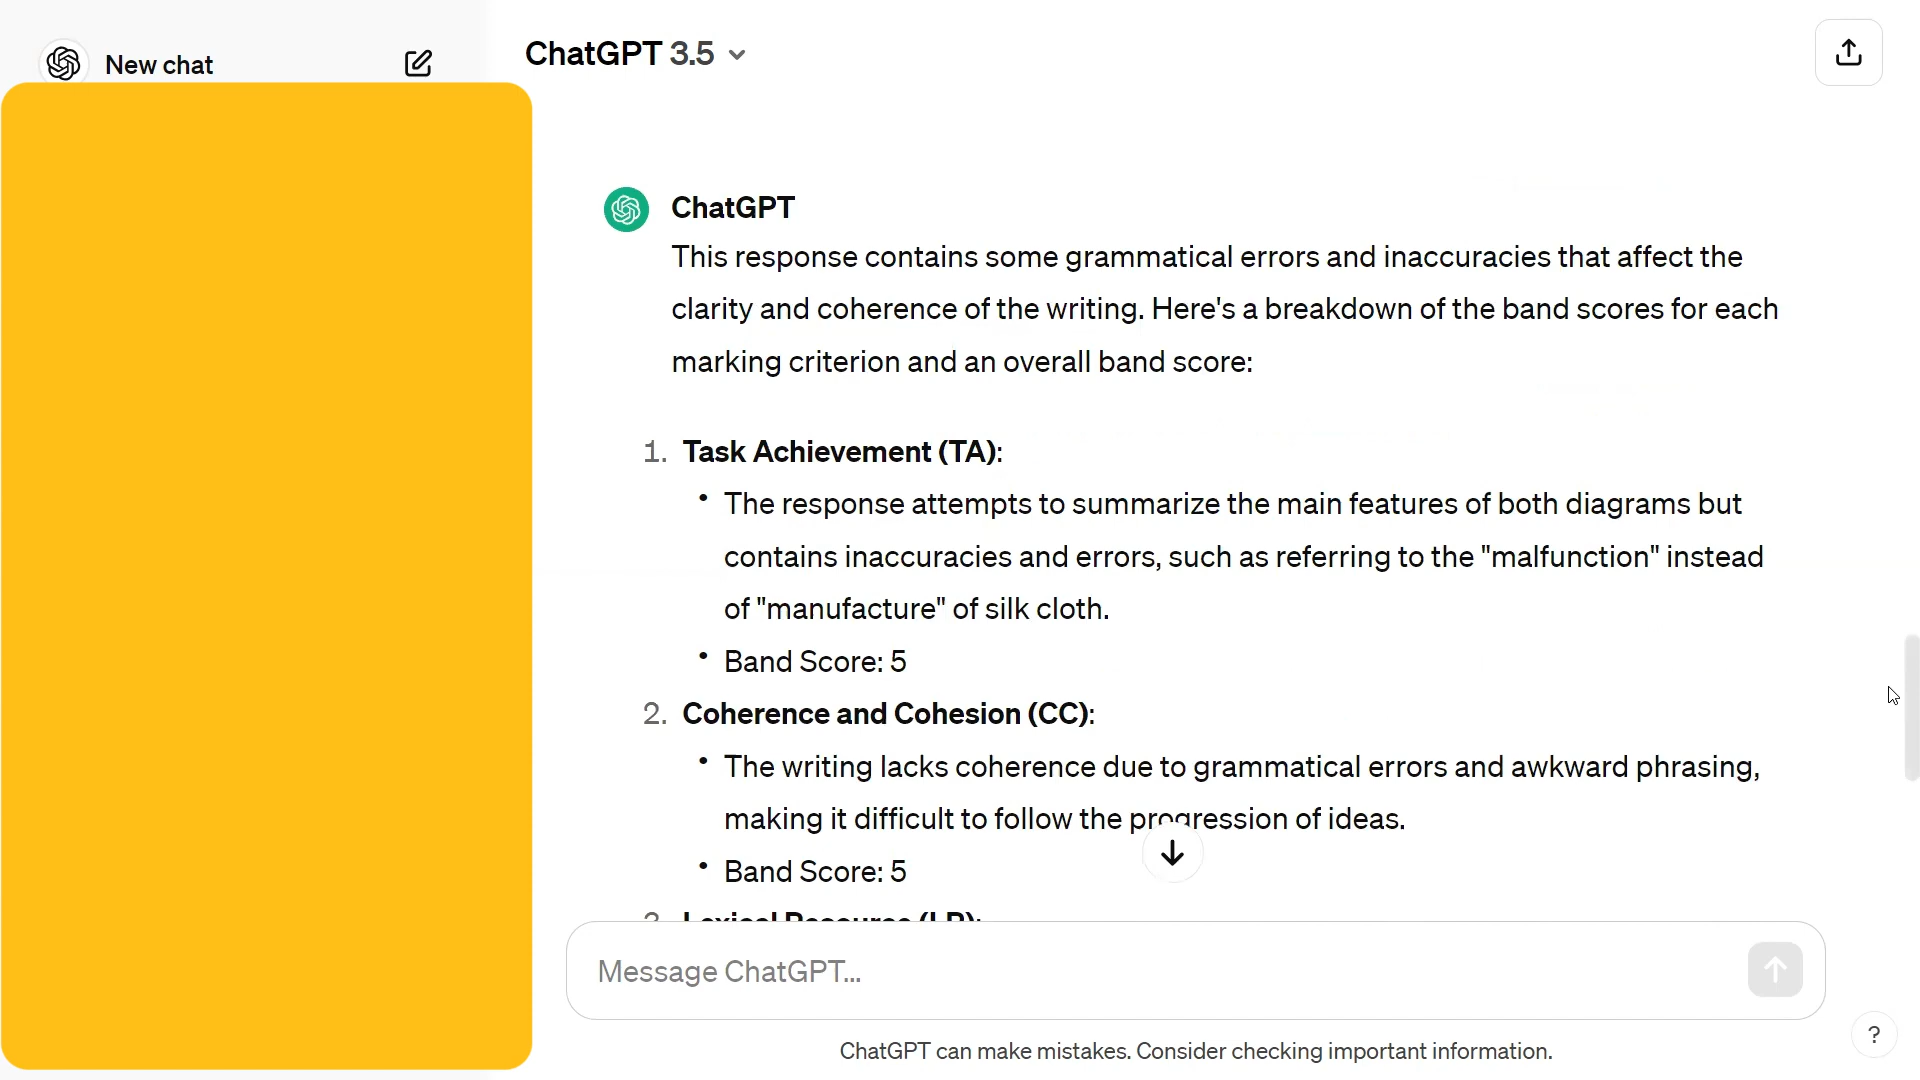 New chat
ChatGPT 3.5
ChatGPT
This response contains some grammatical errors and inaccuracies that affect the
clarity and coherence of the writing. Here's a breakdown of the band scores for each
marking criterion and an overall band score:
1. Task Achievement (TA):
• The response attempts to summarize the main features of both diagrams but
contains inaccuracies and errors, such as referring to the "malfunction" instead
of "manufacture" of silk cloth.
• Band Score: 5
2. Coherence and Cohesion (CC):
• The writing lacks coherence due to grammatical errors and awkward phrasing,
making it difficult to follow the progression of ideas.
• Band Score: 5
3. Lexical Resource (LR):
Message ChatGPT...
ChatGPT can make mistakes. Consider checking important information.
?